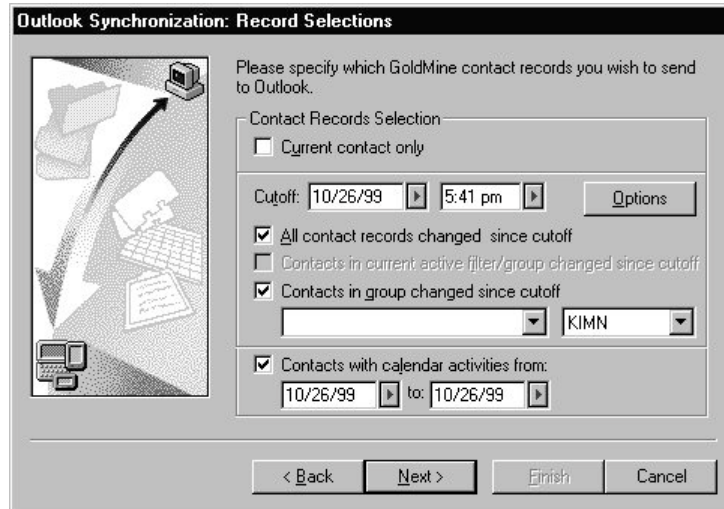 Outlook Synchronization: Record Selections
Please specify which GoldMine contact records you wish to send
to Outlook.
Contact Records Selection
Current contact only
Cutoff: 10/26/99 5:41 pm Options
All contact records changed since cutoff
Contacts in current active filter/group changed since cutoff
Contacts in group changed since cutoff
KIMN
Contacts with calendar activities from:
10/26/99 to: 10/26/99
< Back Next > Finish Cancel